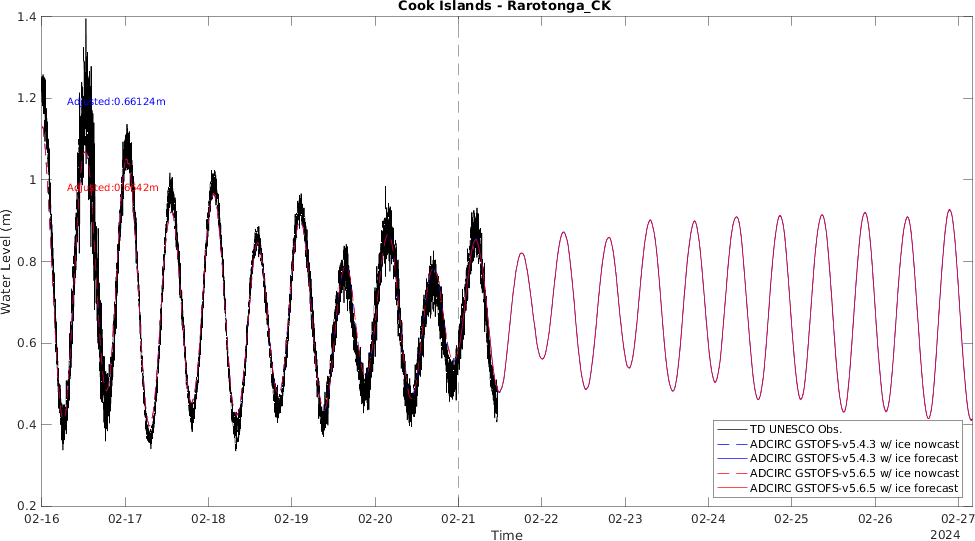 Cook Islands - Rarotonga_CK
1.4
1.2
1
0.8
0.6
0.4
0.2
Water Level (m)
Adjusted:0.66124m
Adjusted:0.6642m
TD UNESCO Obs.
ADCIRC GSTOFS-v5.4.3 w/ ice nowcast
ADCIRC GSTOFS-v5.4.3 w/ ice forecast
ADCIRC GSTOFS-v5.6.5 w/ ice nowcast
ADCIRC GSTOFS-v5.6.5 w/ ice forecast
02-16 02-17 02-18 02-19 02-20 02-21 02-22 02-23 02-24 02-25 02-26 02-27
Time
2024